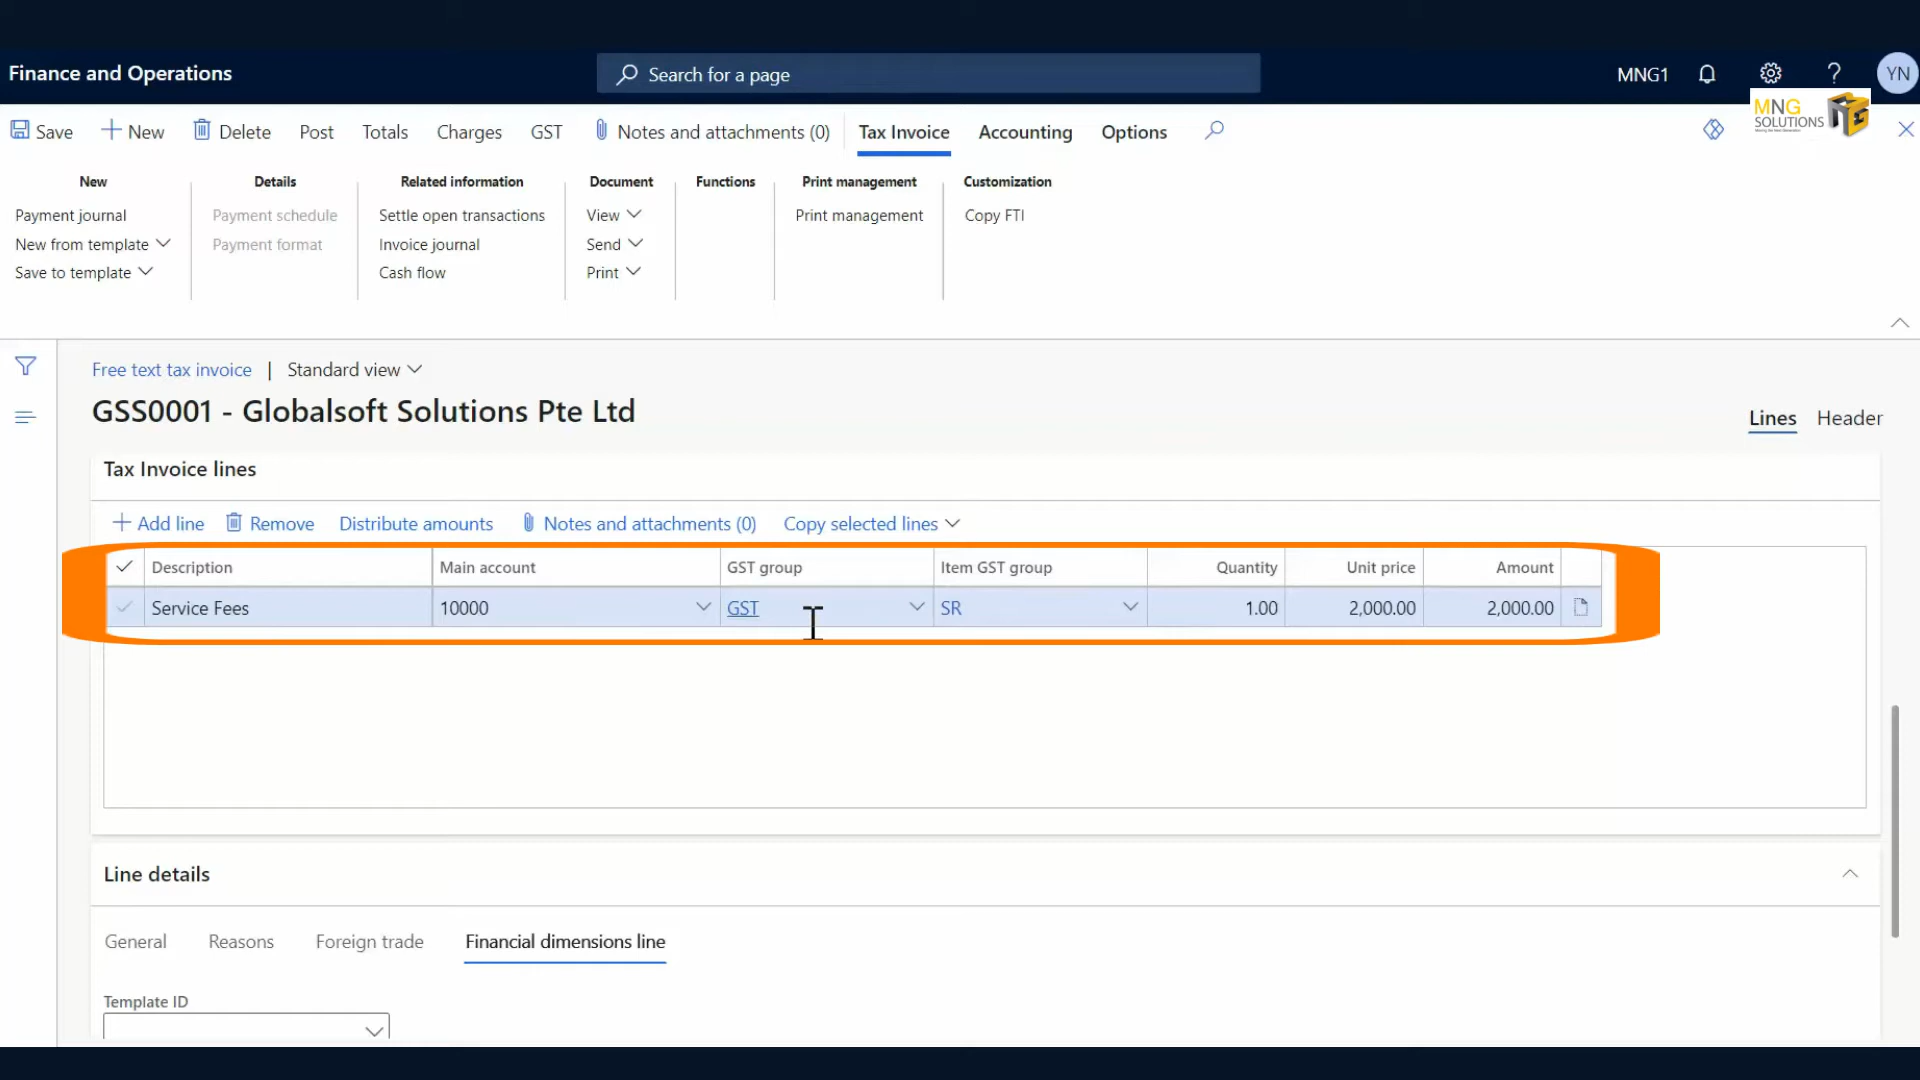 Finance and Operations
Search for a page
MNG1
YN
Save
New
Delete
Post
Totals
Charges
GST
Notes and attachments (0)
Tax Invoice
Accounting
Options
MNG
SOLUTIONS
New
Details
Related information
Document
Functions
Print management
Customization
Payment journal
Payment schedule
Settle open transactions
View
Print management
Copy FTI
New from template
Payment format
Invoice journal
Send
Save to template
Cash flow
Print
Free text tax invoice | Standard view
GSS0001 - Globalsoft Solutions Pte Ltd
Lines
Header
Tax Invoice lines
Add line
Remove
Distribute amounts
Notes and attachments (0)
Copy selected lines
Description
Main account
GST group
Item GST group
Quantity
Unit price
Amount
Service Fees
10000
GST
SR
1.00
2,000.00
2,000.00
Line details
General
Reasons
Foreign trade
Financial dimensions line
Template ID